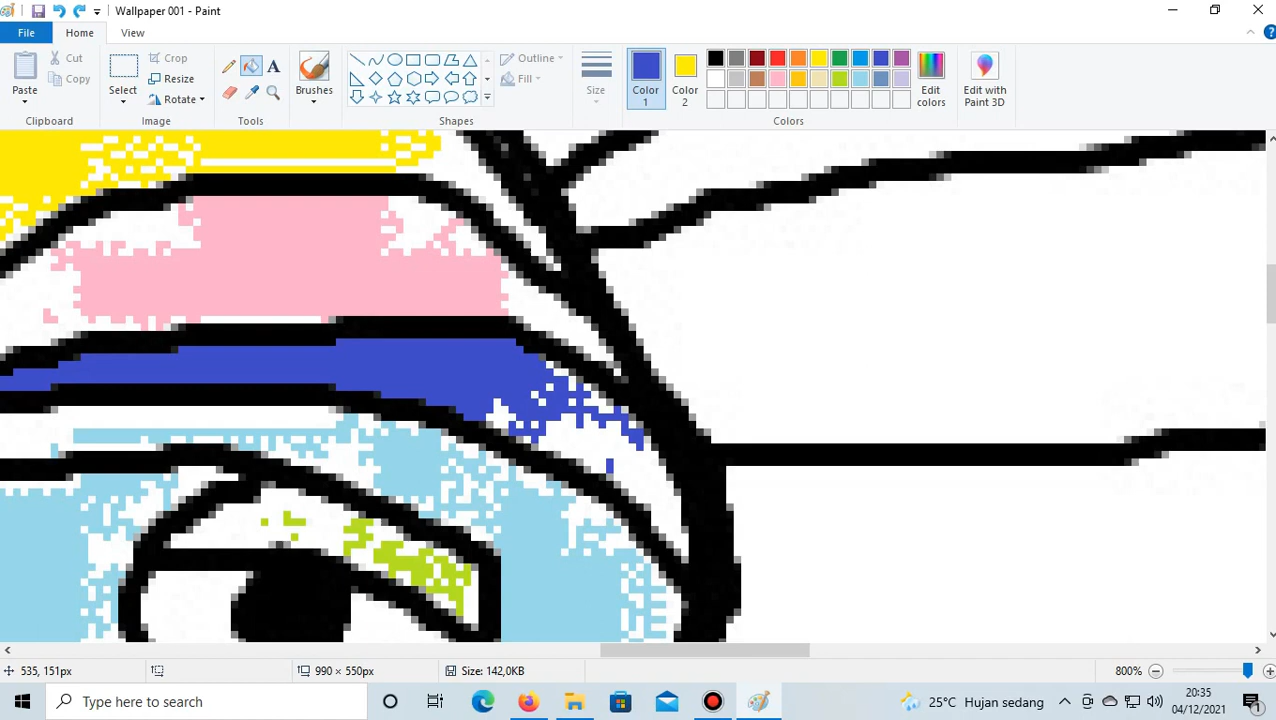 Wallpaper 001 - Paint
File
Home
View
Paste
Cut
Copy
Clipboard
Select
Crop
Resize
Rotate
Image
A
Tools
Brushes
Outline
Fill
Shapes
Size
Color 1
Color 2
Edit colors
Edit with Paint 3D
Colors
535, 151px
990 × 550px
Size: 142,0KB
800%
Type here to search
25°C Hujan sedang
20:35
04/12/2021
1